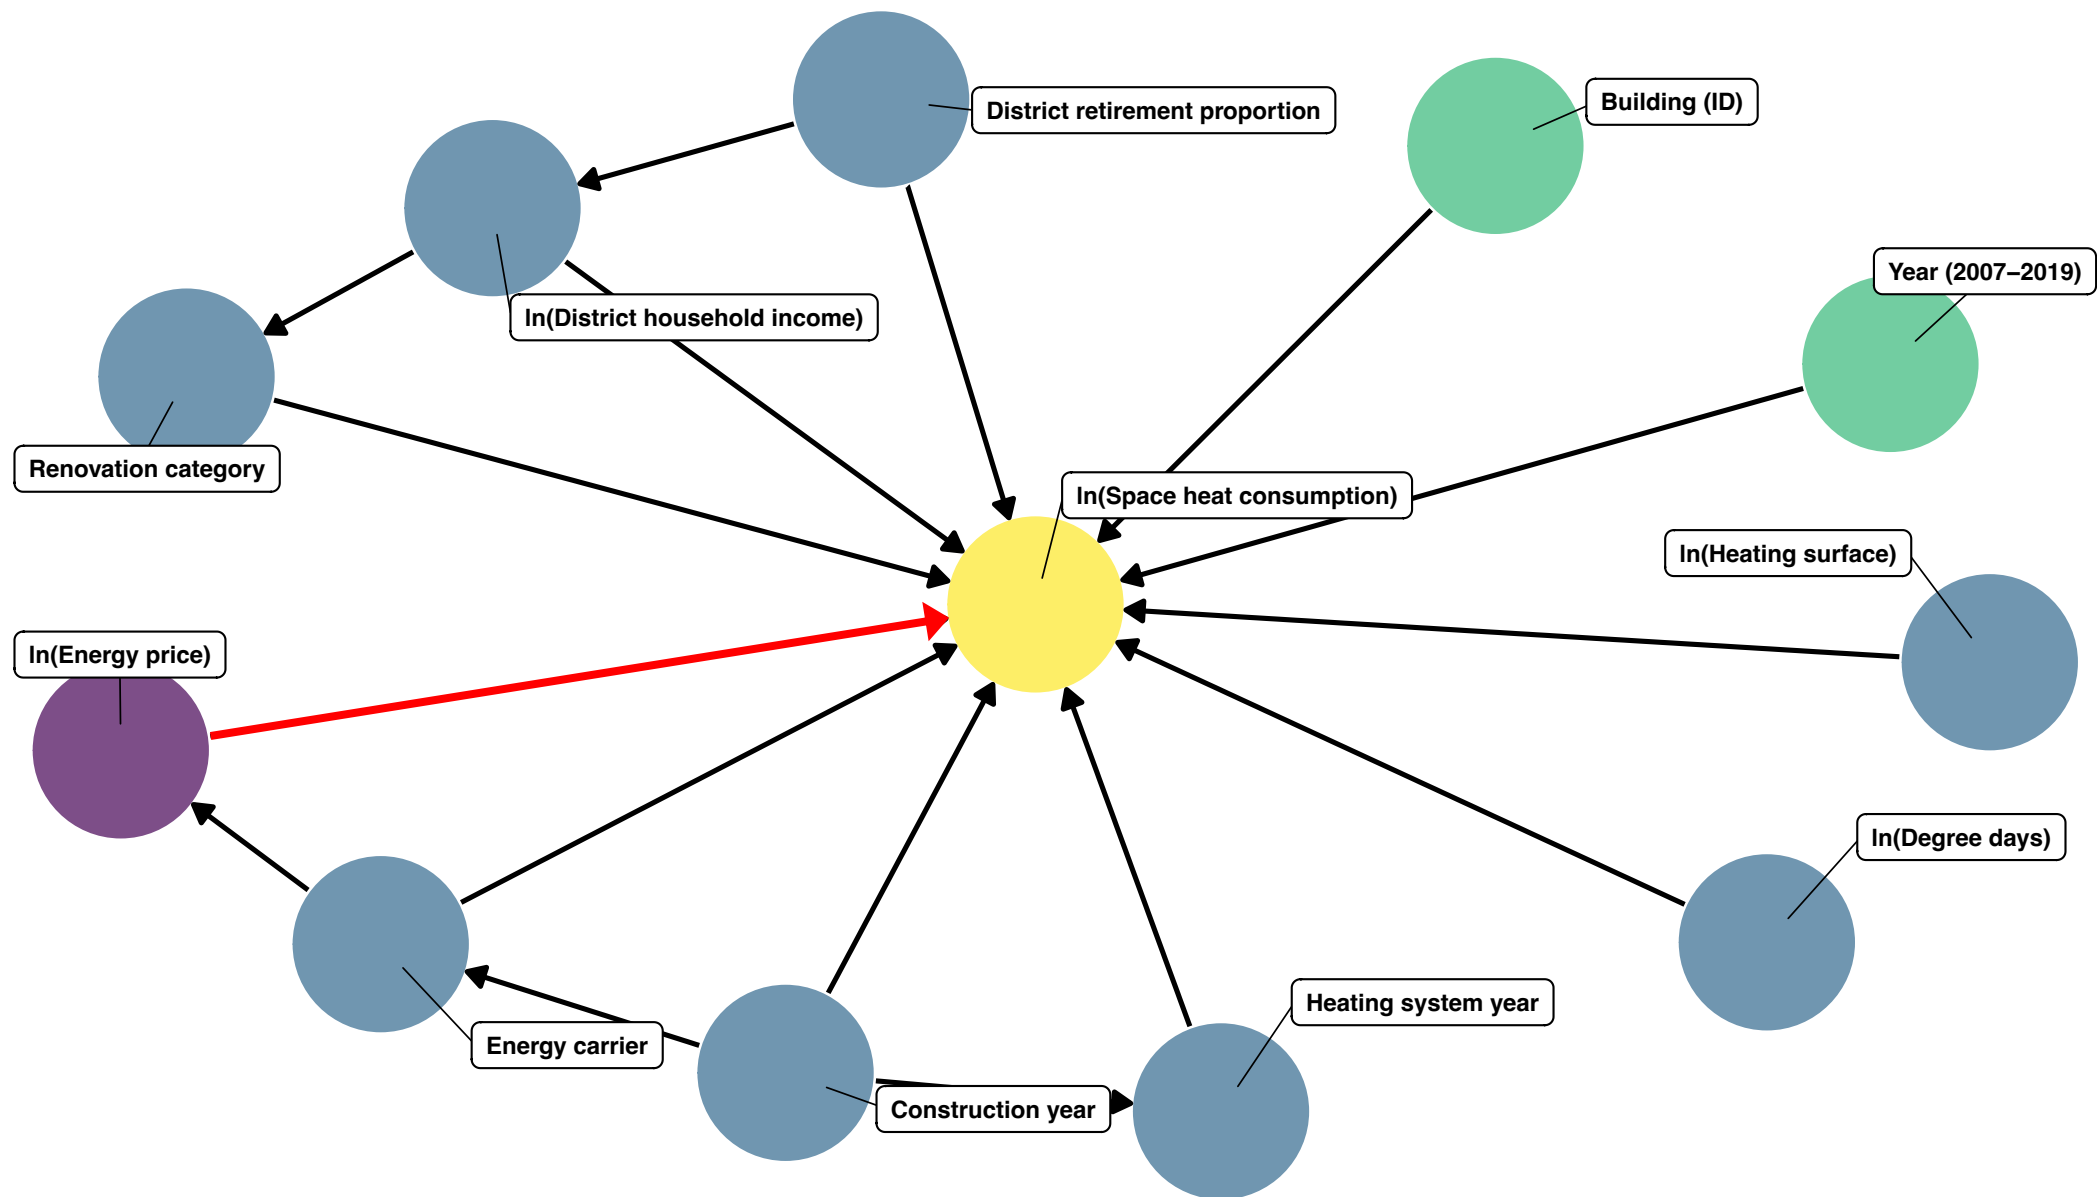 Building (ID)
District retirement proportion
Year (2007–2019)
ln(District household income)
Renovation category
ln(Space heat consumption)
ln(Heating surface)
ln(Energy price)
ln(Degree days)
Heating system year
Energy carrier
Construction year